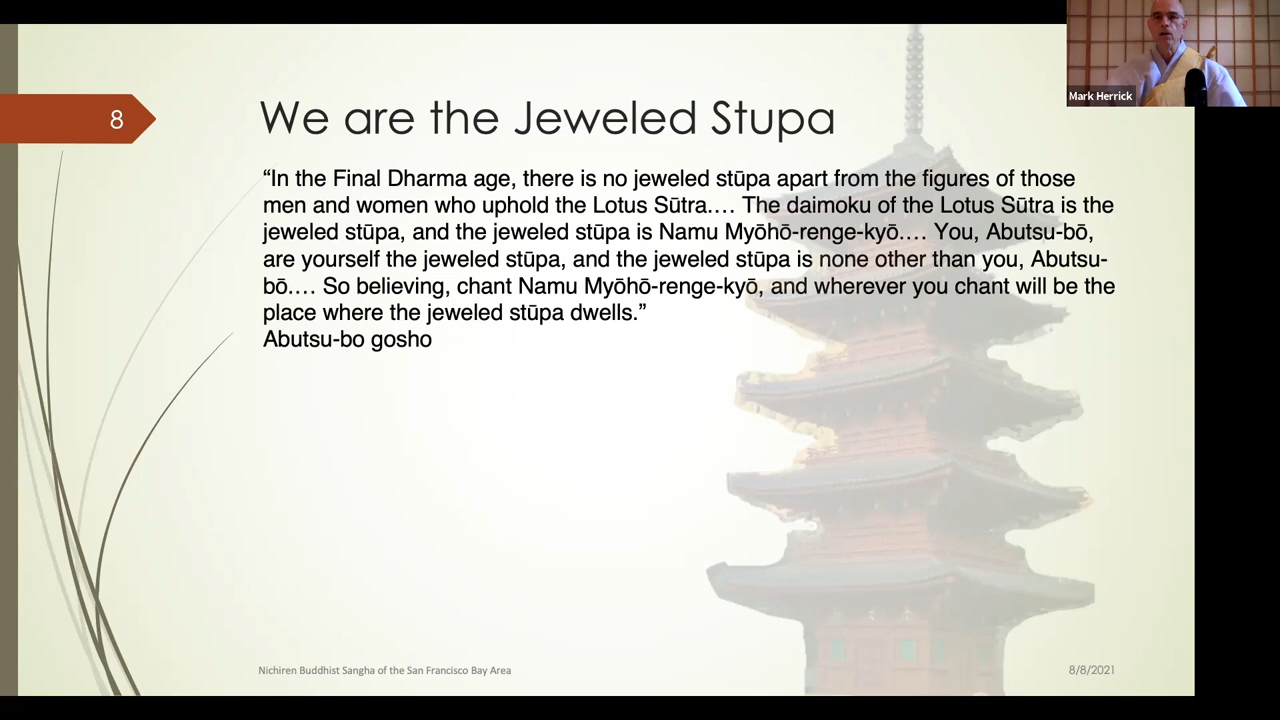 8
We are the Jeweled Stupa
“In the Final Dharma age, there is no jeweled stūpa apart from the figures of those
men and women who uphold the Lotus Sūtra.… The daimoku of the Lotus Sūtra is the
jeweled stūpa, and the jeweled stūpa is Namu Myōhō-renge-kyō.… You, Abutsu-bō,
are yourself the jeweled stūpa, and the jeweled stūpa is none other than you, Abutsu-
bō.… So believing, chant Namu Myōhō-renge-kyō, and wherever you chant will be the
place where the jeweled stūpa dwells.”
Abutsu-bo gosho
Nichiren Buddhist Sangha of the San Francisco Bay Area
8/8/2021
Mark Herrick